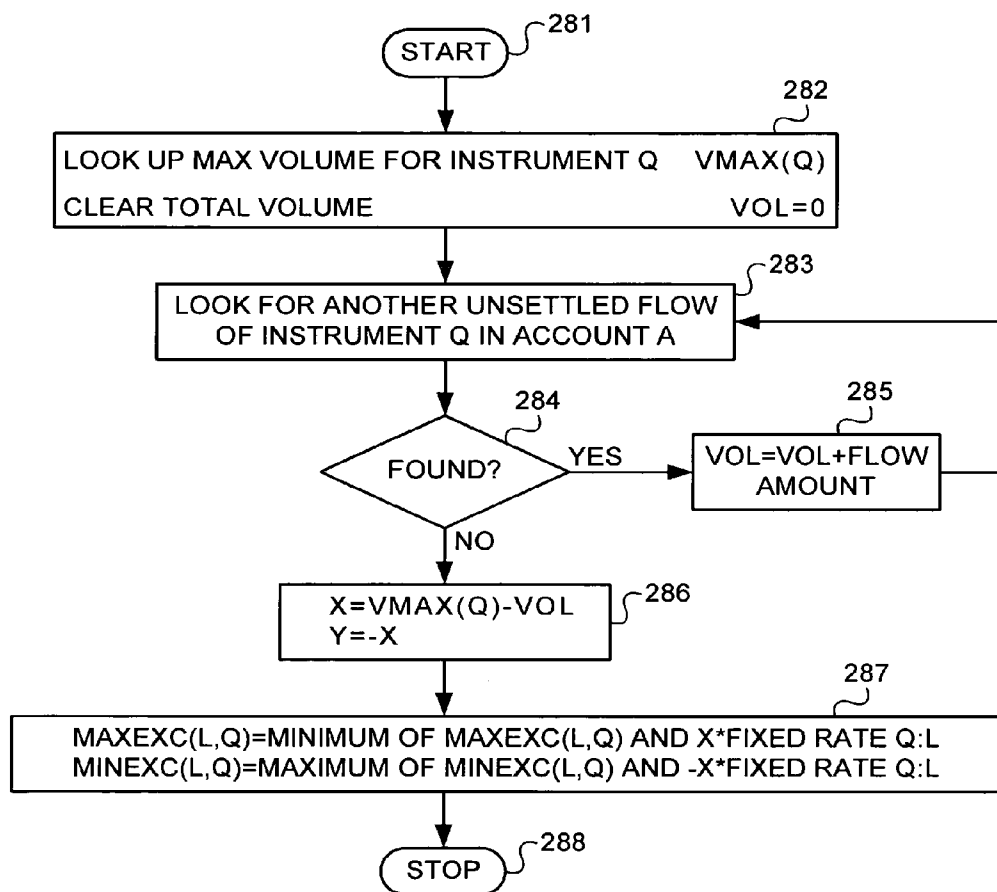 START
281
282
LOOK UP MAX VOLUME FOR INSTRUMENT Q VMAX(Q)
CLEAR TOTAL VOLUME VOL=0
283
LOOK FOR ANOTHER UNSETTLED FLOW
OF INSTRUMENT Q IN ACCOUNT A
284
FOUND?
YES
285
VOL=VOL+FLOW
AMOUNT
NO
X=VMAX(Q)-VOL
Y=-X
286
287
MAXEXC(L,Q)=MINIMUM OF MAXEXC(L,Q) AND X*FIXED RATE Q:L
MINEXC(L,Q)=MAXIMUM OF MINEXC(L,Q) AND -X*FIXED RATE Q:L
STOP
288